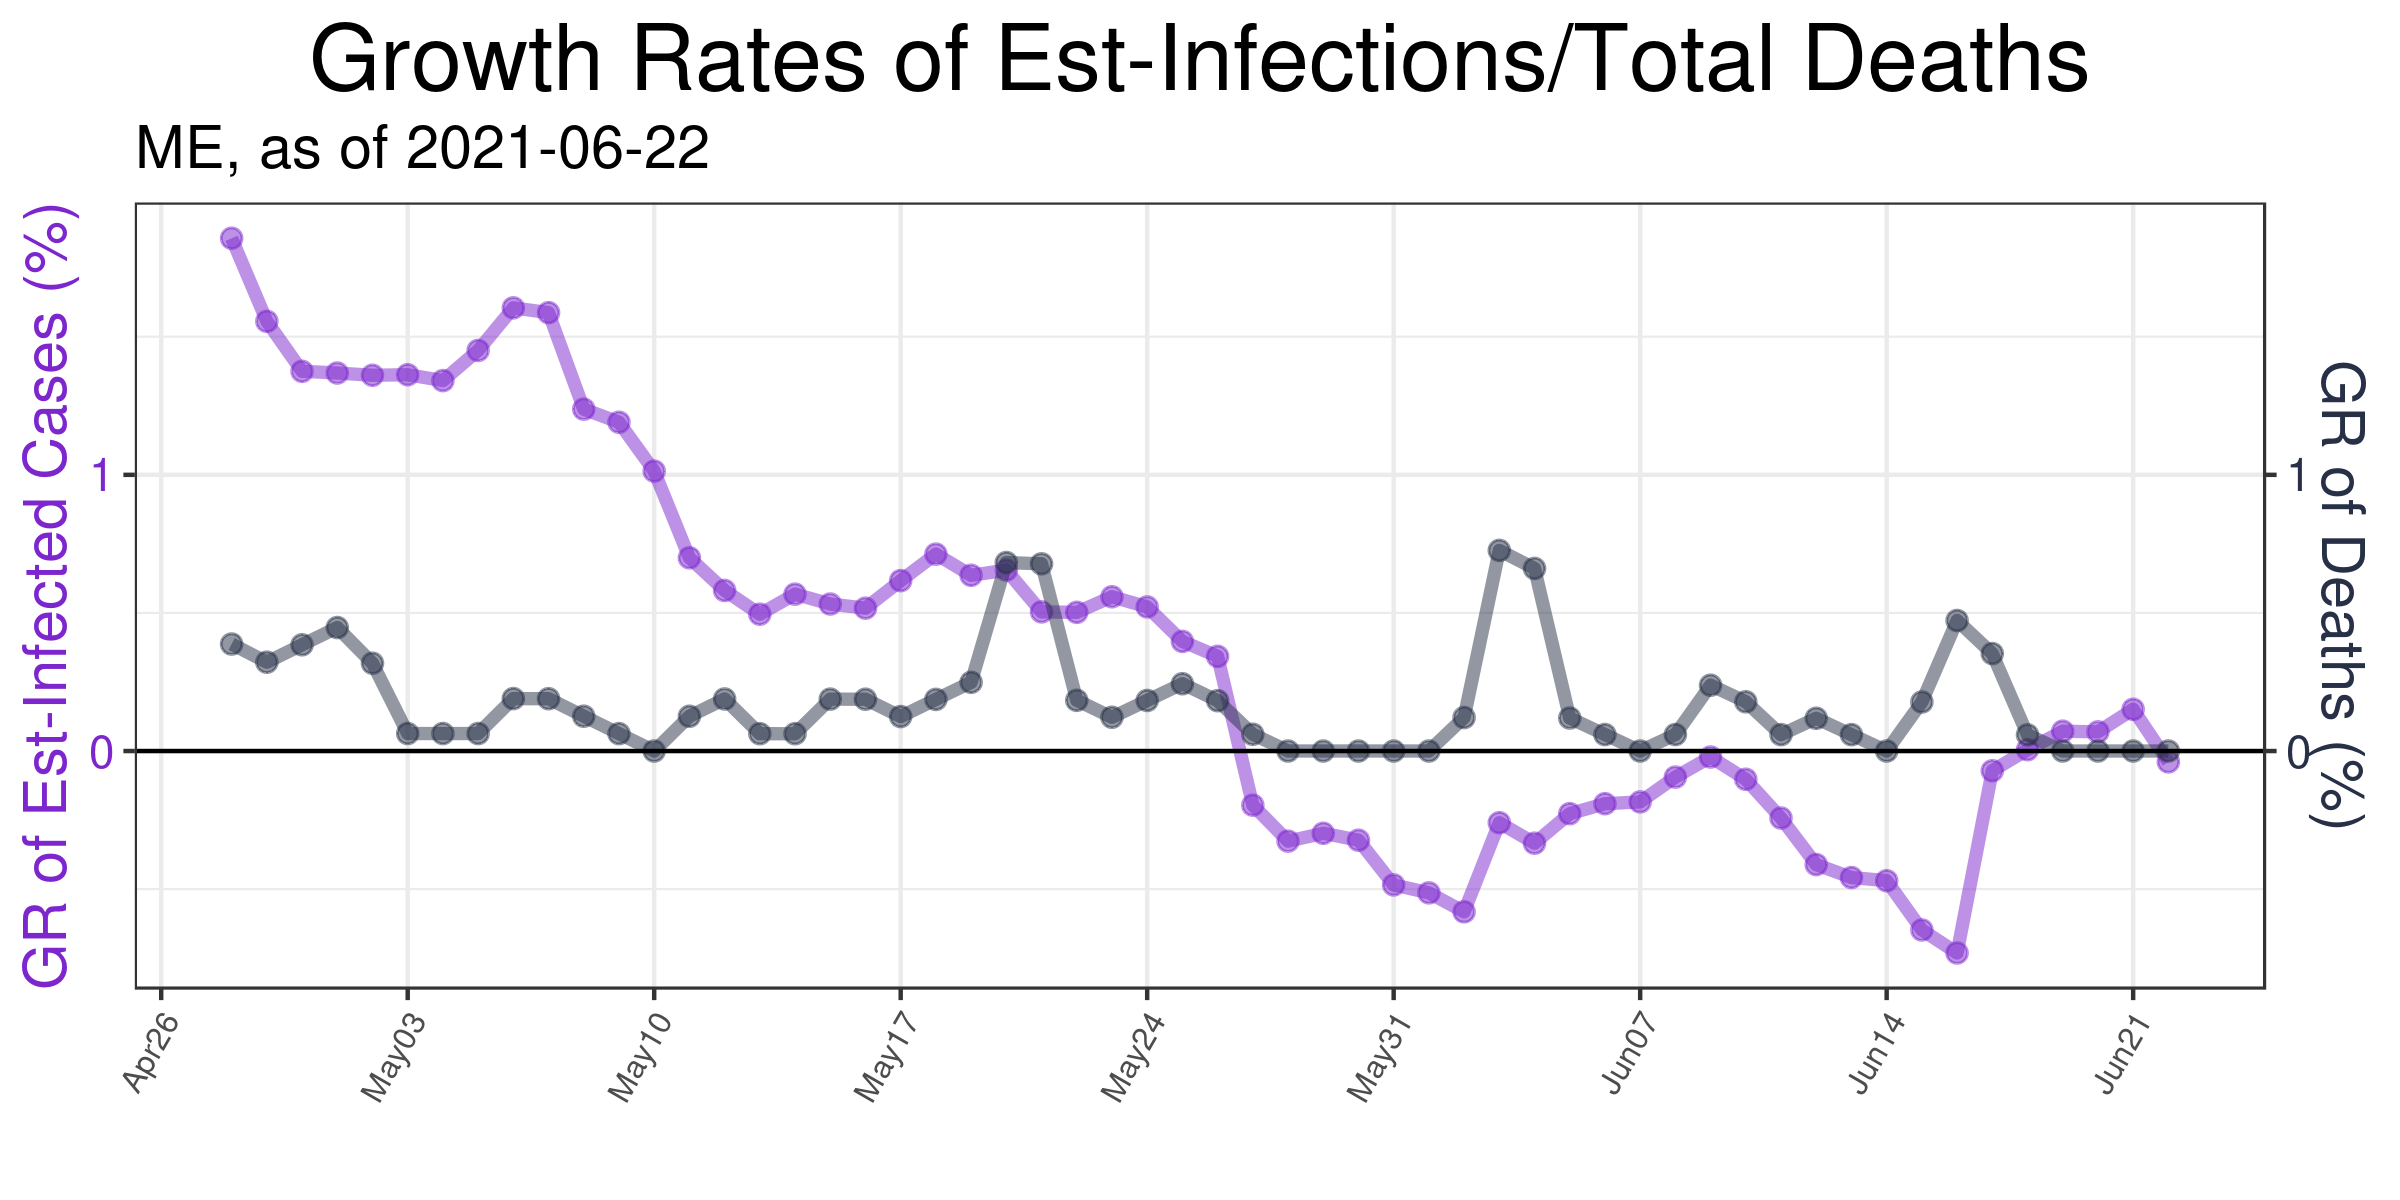 Growth Rates of Est-Infections/Total Deaths
ME, as of 2021-06-22
GR of Est-Infected Cases (%)
1
0
GR of Deaths (%)
1
0
Apr26
May03
May10
May17
May24
May31
Jun07
Jun14
Jun21